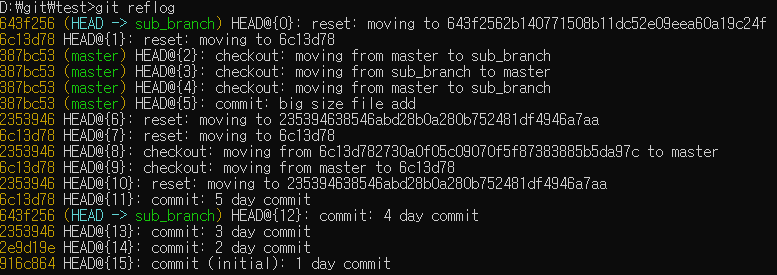 D:₩git₩test>git reflog
643f256 (HEAD -> sub_branch) HEAD@{0}: reset: moving to 643f2562b140771508b11dc52e09eea60a19c24f
6c13d78 HEAD@{1}: reset: moving to 6c13d78
387bc53 (master) HEAD@{2}: checkout: moving from master to sub_branch
387bc53 (master) HEAD@{3}: checkout: moving from sub_branch to master
387bc53 (master) HEAD@{4}: checkout: moving from master to sub_branch
387bc53 (master) HEAD@{5}: commit: big size file add
2353946 HEAD@{6}: reset: moving to 235394638546abd28b0a280b752481df4946a7aa
6c13d78 HEAD@{7}: reset: moving to 6c13d78
2353946 HEAD@{8}: checkout: moving from 6c13d782730a0f05c09070f5f87383885b5da97c to master
6c13d78 HEAD@{9}: checkout: moving from master to 6c13d78
2353946 HEAD@{10}: reset: moving to 235394638546abd28b0a280b752481df4946a7aa
6c13d78 HEAD@{11}: commit: 5 day commit
643f256 (HEAD -> sub_branch) HEAD@{12}: commit: 4 day commit
2353946 HEAD@{13}: commit: 3 day commit
2e9d19e HEAD@{14}: commit: 2 day commit
916c864 HEAD@{15}: commit (initial): 1 day commit